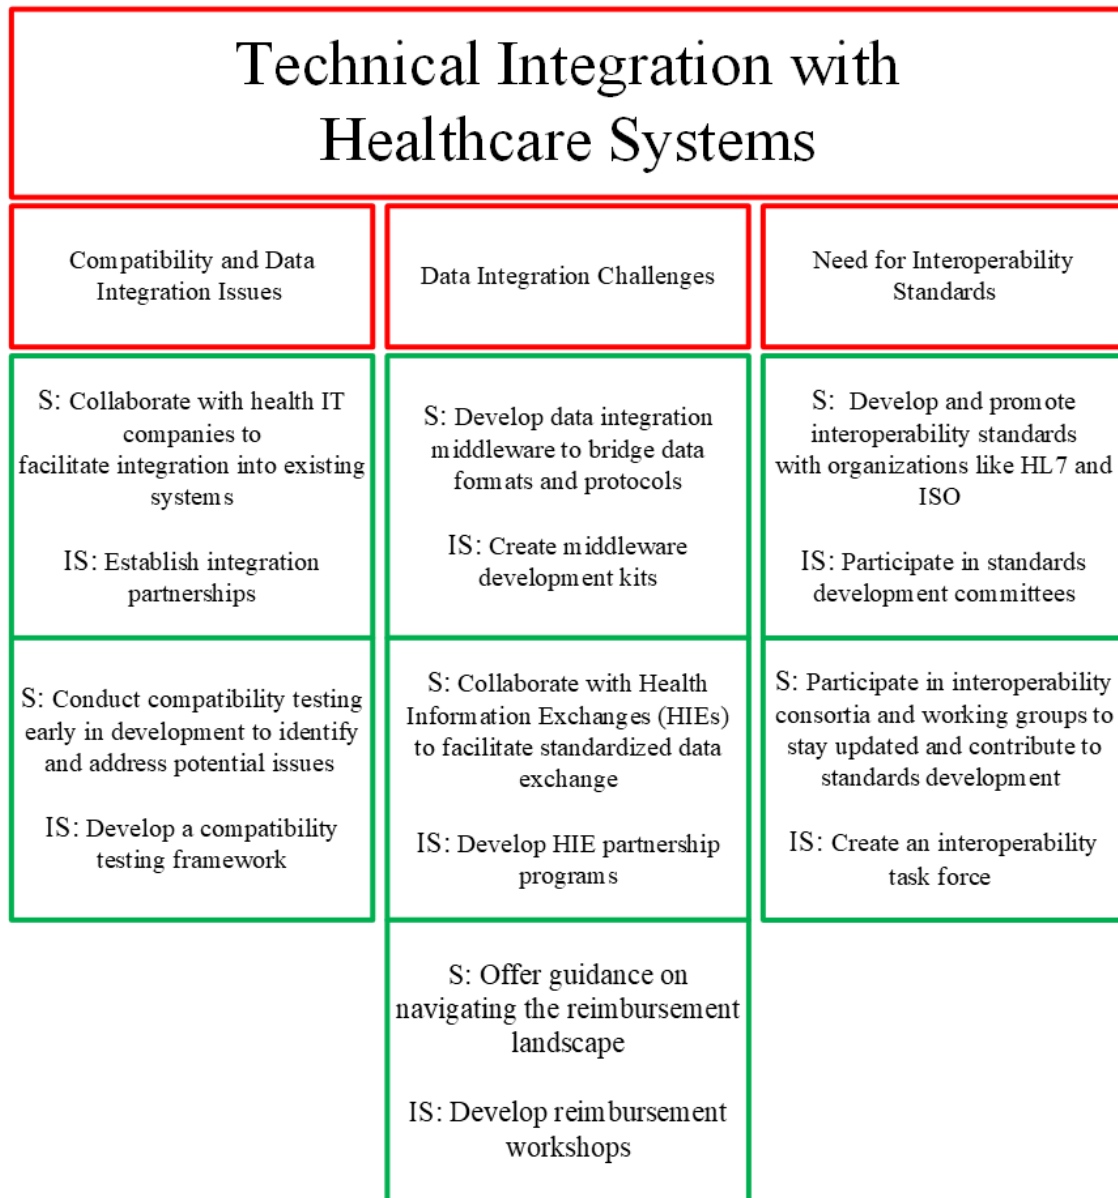 Technical Integration with
Healthcare Systems
Compatibility and Data
Integration Issues
Data Integration Challenges
Need for Interoperability
Standards
S: Collaborate with health IT
companies to
facilitate integration into existing
systems
IS: Establish integration
partnerships
S: Develop data integration
middleware to bridge data
formats and protocols
IS: Create middleware
development kits
S: Develop and promote
interoperability standards
with organizations like HL7 and
ISO
IS: Participate in standards
development committees
S: Conduct compatibility testing
early in development to identify
and address potential issues
IS: Develop a compatibility
testing framework
S: Collaborate with Health
Information Exchanges (HIEs)
to facilitate standardized data
exchange
IS: Develop HIE partnership
programs
S: Participate in interoperability
consortia and working groups to
stay updated and contribute to
standards development
IS: Create an interoperability
task force
S: Offer guidance on
navigating the reimbursement
landscape
IS: Develop reimbursement
workshops